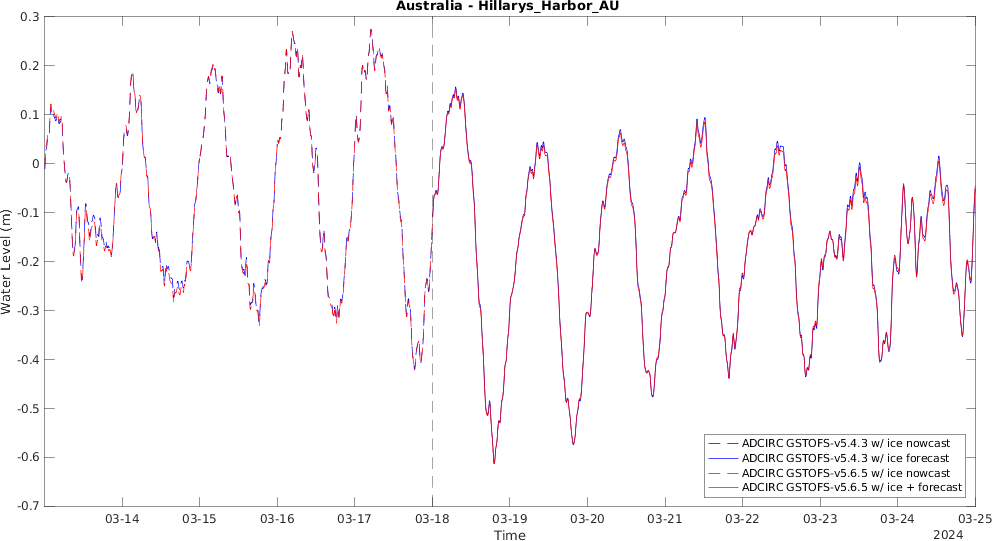 Australia - Hillarys_Harbor_AU
0.3
0.2
0.1
0
-0.1
-0.2
-0.3
-0.4
-0.5
-0.6
-0.7
Water Level (m)
ADCIRC GSTOFS-v5.4.3 w/ ice nowcast
ADCIRC GSTOFS-v5.4.3 w/ ice forecast
ADCIRC GSTOFS-v5.6.5 w/ ice nowcast
ADCIRC GSTOFS-v5.6.5 w/ ice + forecast
03-14 03-15 03-16 03-17 03-18 03-19 03-20 03-21 03-22 03-23 03-24 03-25
Time
2024